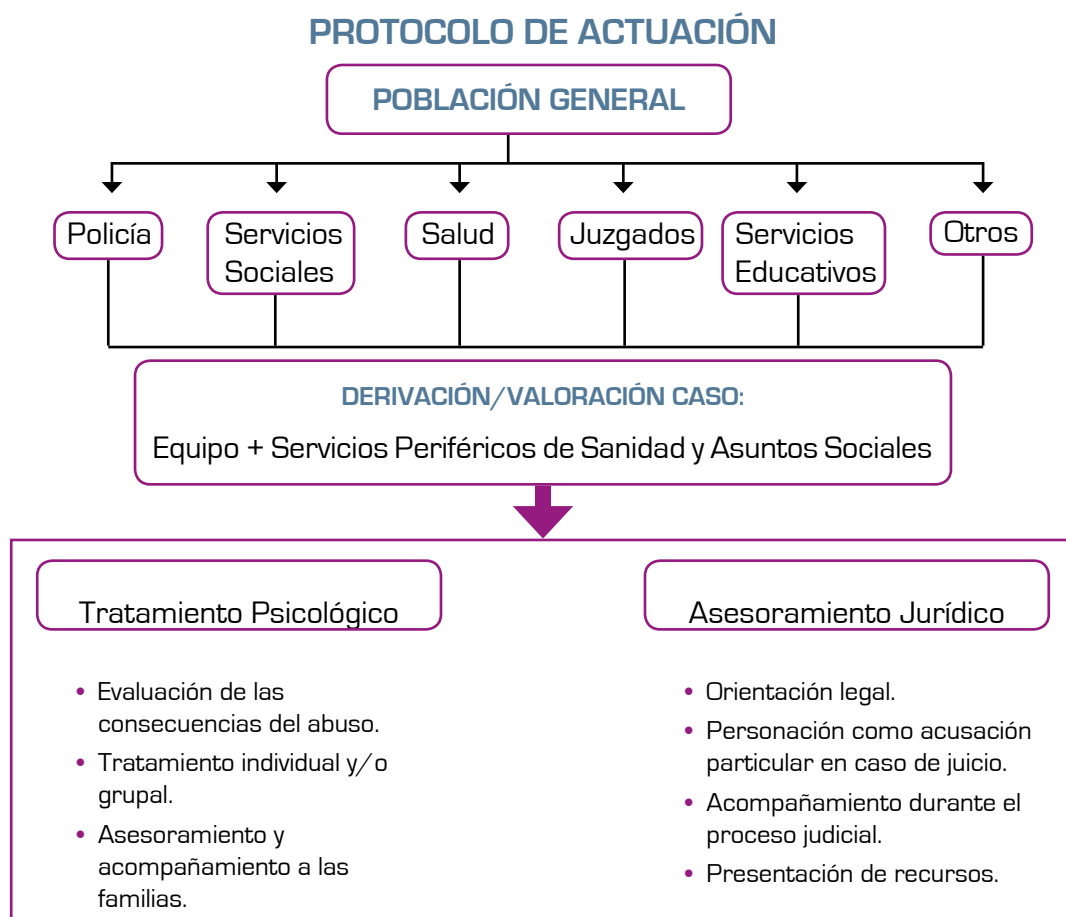 PROTOCOLO DE ACTUACIÓN
POBLACIÓN GENERAL
Policía
Servicios
Sociales
Salud
Juzgados
Servicios
Educativos
Otros
DERIVACIÓN/VALORACIÓN CASO:
Equipo + Servicios Periféricos de Sanidad y Asuntos Sociales
Tratamiento Psicológico
• Evaluación de las
consecuencias del abuso.
• Tratamiento individual y/o
grupal.
• Asesoramiento y
acompañamiento a las
familias.
Asesoramiento Jurídico
• Orientación legal.
• Personación como acusación
particular en caso de juicio.
• Acompañamiento durante el
proceso judicial.
• Presentación de recursos.